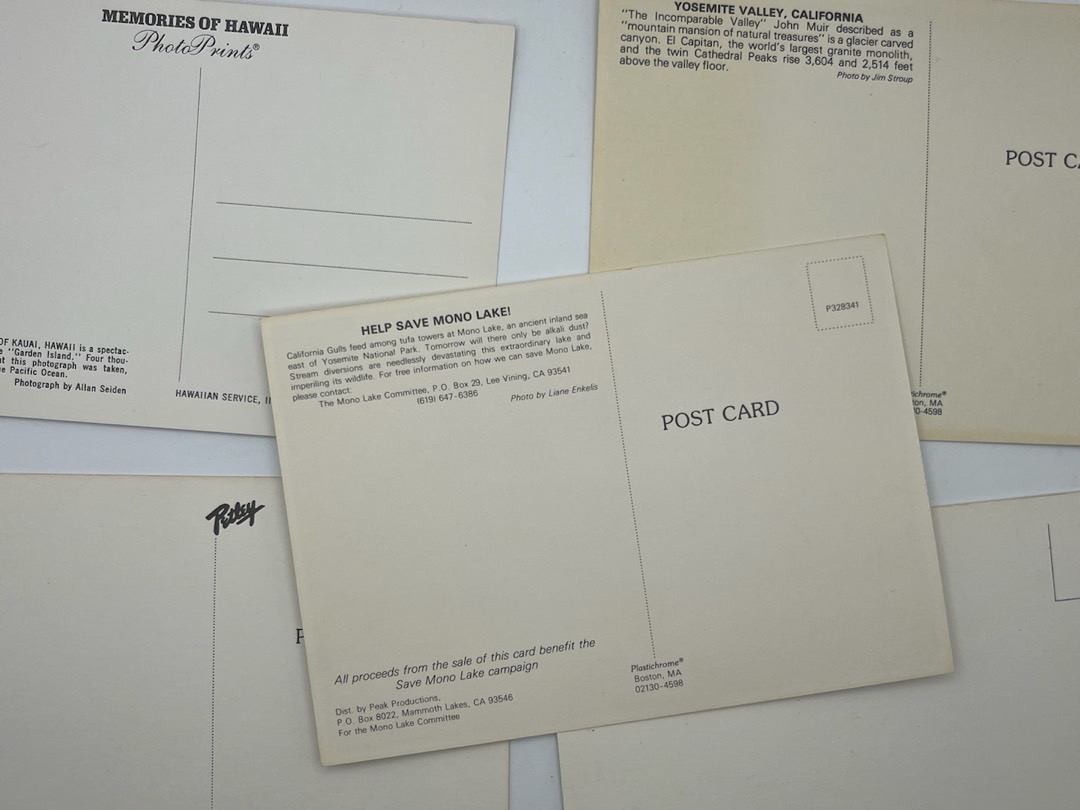 MEMORIES OF HAWAII
PhotoPrints®
OF KAUAI, HAWAII is a spectac-
"Garden Island." Four thou-
this photograph was taken,
Pacific Ocean.
Photograph by Allan Seiden
HAWAIIAN SERVICE,
YOSEMITE VALLEY, CALIFORNIA
"The Incomparable Valley" John Muir described as a
"mountain mansion of natural treasures" is a glacier carved
canyon. El Capitan, the world's largest granite monolith,
and the twin Cathedral Peaks rise 3,604 and 2,514 feet
above the valley floor.
Photo by Jim Stroup
POST
MA
-4598
HELP SAVE MONO LAKE!
California Gulls feed among tufa towers at Mono Lake, an ancient inland sea
east of Yosemite National Park. Tomorrow will there only be alkali dust?
Stream diversions are needlessly devastating this extraordinary lake and
imperiling its wildlife. For free information on how we can save Mono Lake,
please contact:
The Mono Lake Committee, P.O. Box 29, Lee Vining, CA 93541
(619) 647-6386
Photo by Liane Enkelis
P328341
POST CARD
All proceeds from the sale of this card benefit the
Save Mono Lake campaign
Dist. by Peak Productions,
P.O. Box 8022, Mammoth Lakes, CA 93546
For the Mono Lake Committee
Plastichrome®
Boston, MA
02130-4598
Petley